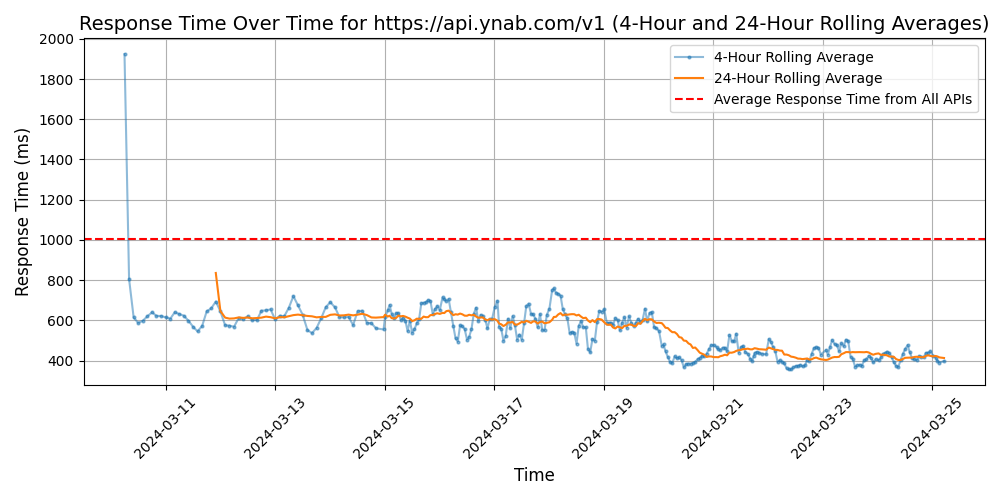 Response Time Over Time for https://api.ynab.com/v1 (4-Hour and 24-Hour Rolling Averages)
2000
1800
1600
1400
1200
1000
800
600
400
Response Time (ms)
4-Hour Rolling Average
24-Hour Rolling Average
Average Response Time from All APIs
2024-03-11
2024-03-13
2024-03-15
2024-03-17
2024-03-19
2024-03-21
2024-03-23
2024-03-25
Time